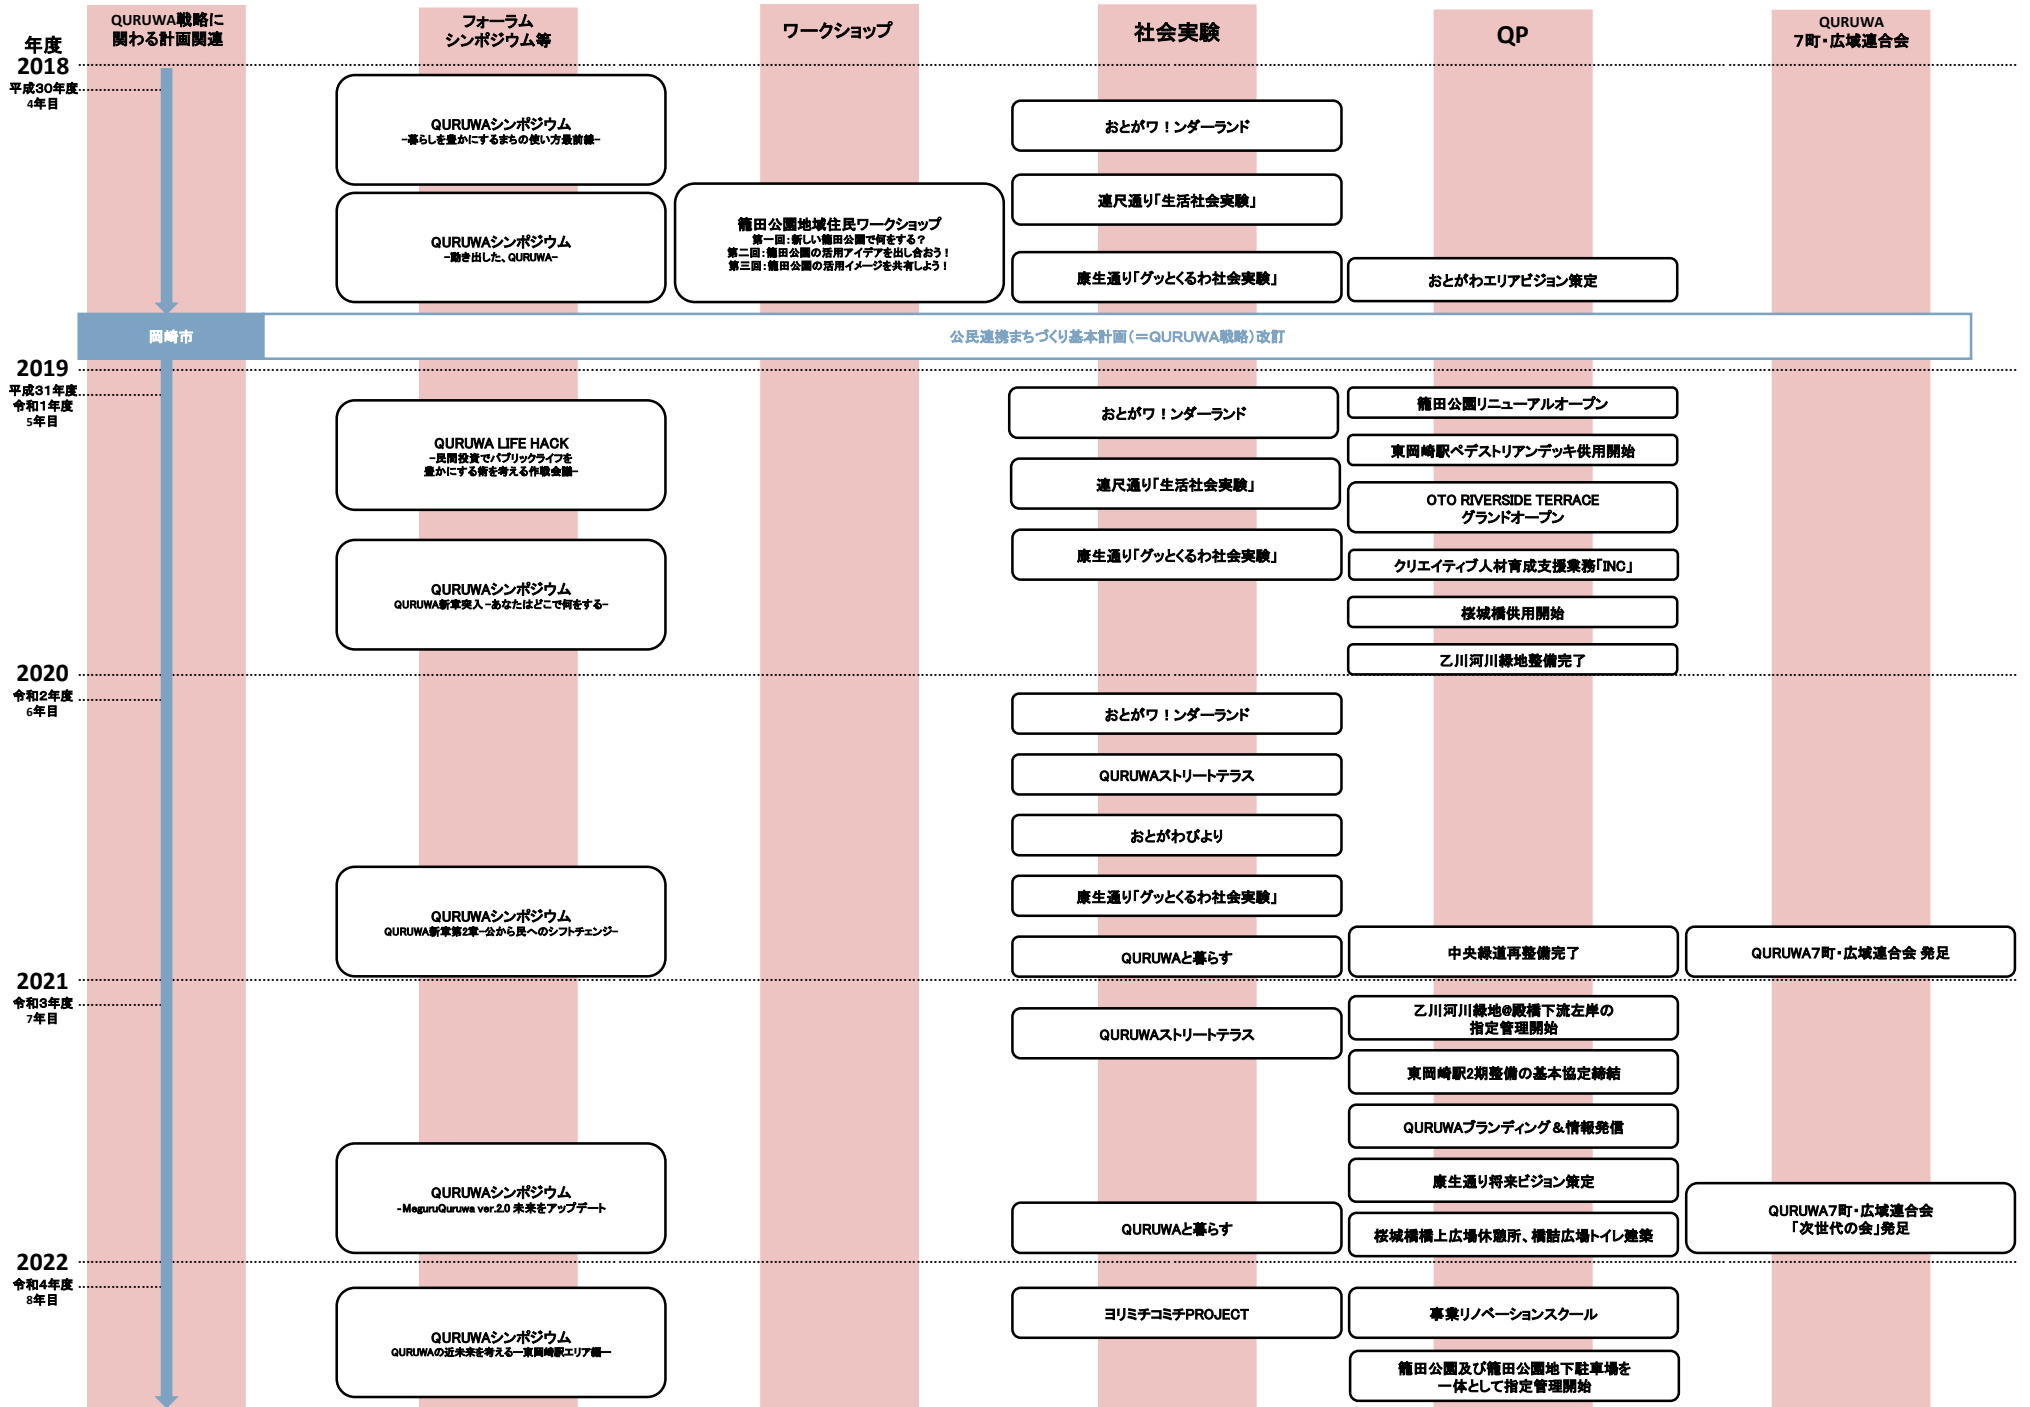 QURUWA戦略に
関わる計画関連
フォーラム
シンポジウム等
ワークショップ
社会実験
QP
QURUWA
7町・広域連合会
年度
2018
平成30年度
4年目
QURUWAシンポジウム
-暮らしを豊かにするまちの使い方最前線-
QURUWAシンポジウム
-動き出した、QURUWA-
籠田公園地域住民ワークショップ
第一回：新しい籠田公園で何をする？
第二回：籠田公園の活用アイデアを出し合おう！
第三回：籠田公園の活用イメージを共有しよう！
おとがワ！ンダーランド
連尺通り「生活社会実験」
康生通り「グッとくるわ社会実験」
おとがわエリアビジョン策定
岡崎市
公民連携まちづくり基本計画（＝QURUWA戦略）改訂
2019
平成31年度
令和1年度
5年目
QURUWA LIFE HACK
-民間投資でパブリックライフを
豊かにする術を考える作戦会議-
QURUWAシンポジウム
QURUWA新章突入-あなたはどこで何をする-
おとがワ！ンダーランド
連尺通り「生活社会実験」
康生通り「グッとくるわ社会実験」
籠田公園リニューアルオープン
東岡崎駅ペデストリアンデッキ供用開始
OTO RIVERSIDE TERRACE
グランドオープン
クリエイティブ人材育成支援業務「INC」
桜城橋供用開始
乙川河川緑地整備完了
2020
令和2年度
6年目
QURUWAシンポジウム
QURUWA新章第2章-公から民へのシフトチェンジ-
おとがワ！ンダーランド
QURUWAストリートテラス
おとがわびより
康生通り「グッとくるわ社会実験」
QURUWAと暮らす
中央緑道再整備完了
QURUWA7町・広域連合会 発足
2021
令和3年度
7年目
QURUWAシンポジウム
-MeguruQuruwa ver.2.0 未来をアップデート
QURUWAストリートテラス
QURUWAと暮らす
乙川河川緑地@殿橋下流左岸の
指定管理開始
東岡崎駅2期整備の基本協定締結
QURUWAブランディング＆情報発信
康生通り将来ビジョン策定
桜城橋橋上広場休憩所、橋詰広場トイレ建築
QURUWA7町・広域連合会
「次世代の会」発足
2022
令和4年度
8年目
QURUWAシンポジウム
QURUWAの近未来を考える―東岡崎駅エリア編―
ヨリミチコミチPROJECT
事業リノベーションスクール
籠田公園及び籠田公園地下駐車場を
一体として指定管理開始